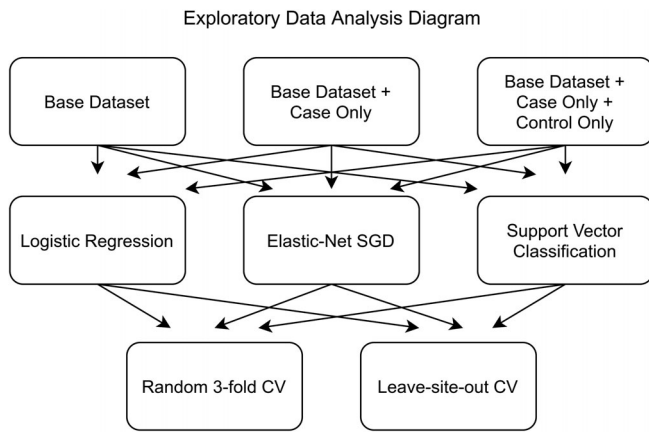 Exploratory Data Analysis Diagram
Base Dataset
Base Dataset +
Case Only
Base Dataset +
Case Only +
Control Only
Logistic Regression
Elastic-Net SGD
Support Vector
Classification
Random 3-fold CV
Leave-site-out CV